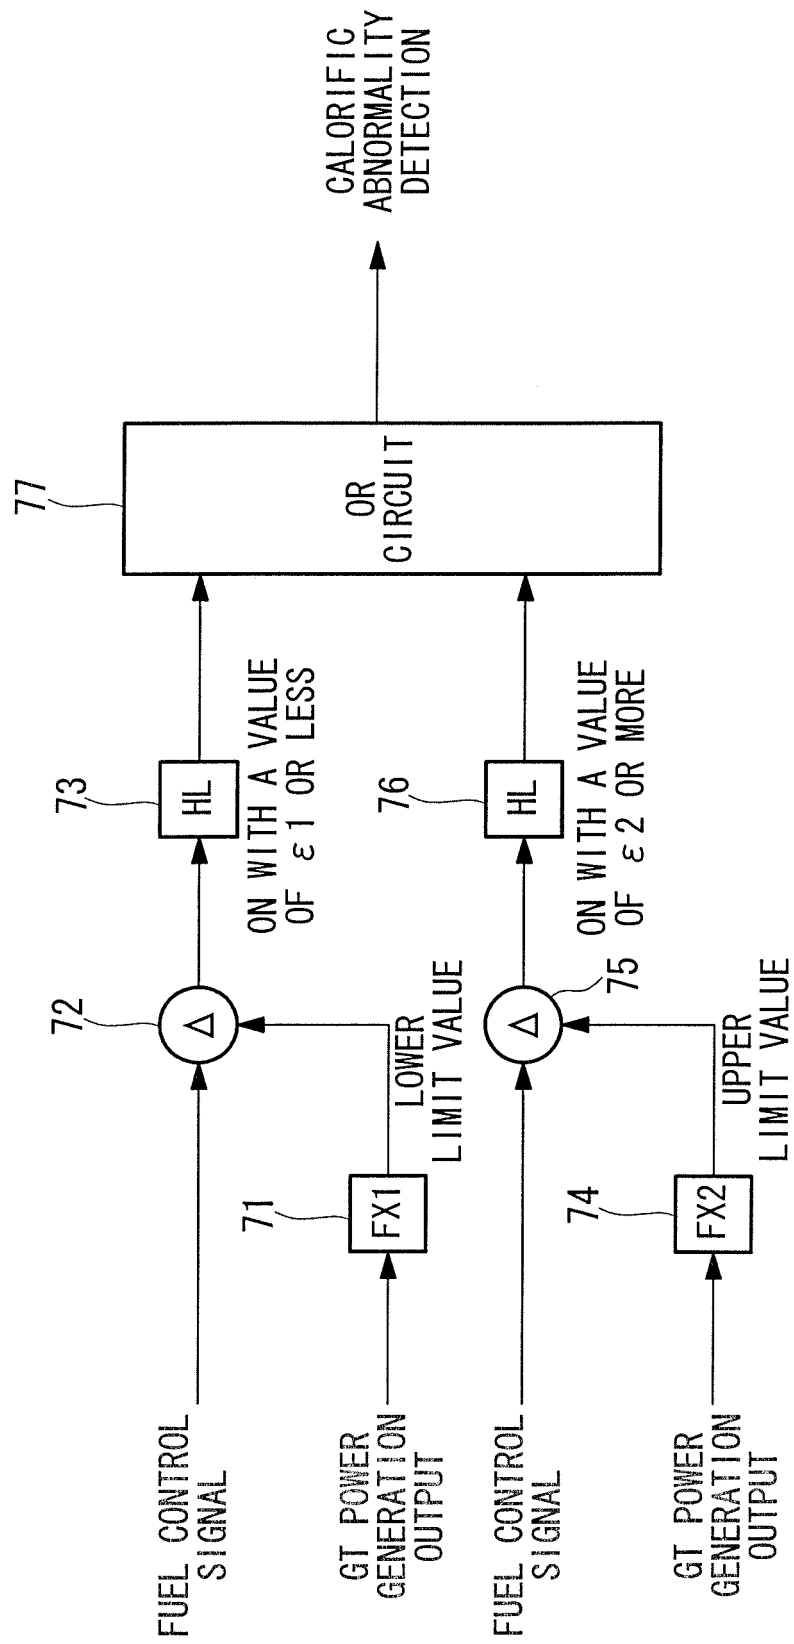 FUEL CONTROL
SIGNAL
72
73
HL
ON WITH A VALUE
OF ε1 OR LESS
GT POWER
GENERATION
OUTPUT
71
FX1
LOWER
LIMIT VALUE
77
OR
CIRCUIT
CALORIFIC
ABNORMALITY
DETECTION
FUEL CONTROL
SIGNAL
75
76
HL
ON WITH A VALUE
OF ε2 OR MORE
GT POWER
GENERATION
OUTPUT
74
FX2
UPPER
LIMIT VALUE
Δ
Δ